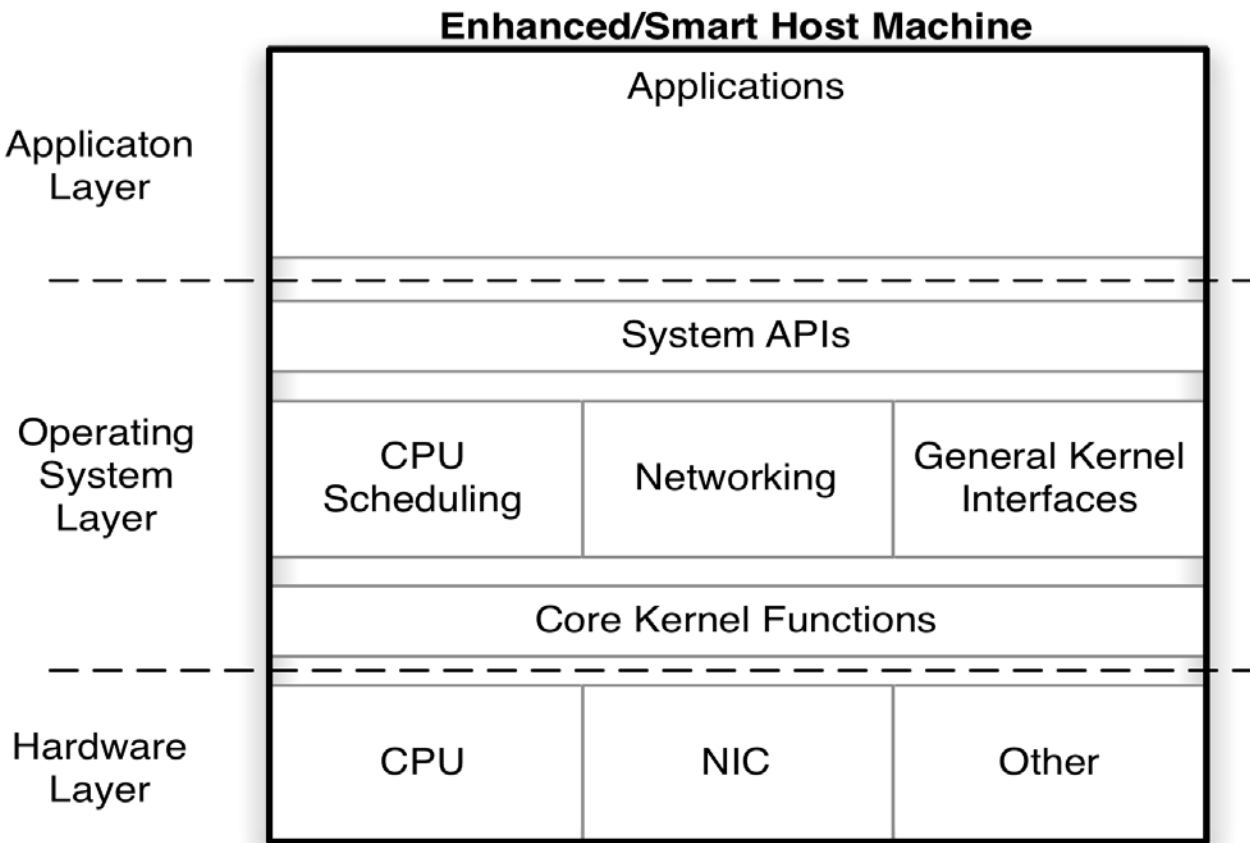 Enhanced/Smart Host Machine
Applications
Applicaton
Layer
System APIs
Operating
System
Layer
CPU
Scheduling
Networking
General Kernel
Interfaces
Core Kernel Functions
Hardware
Layer
CPU
NIC
Other